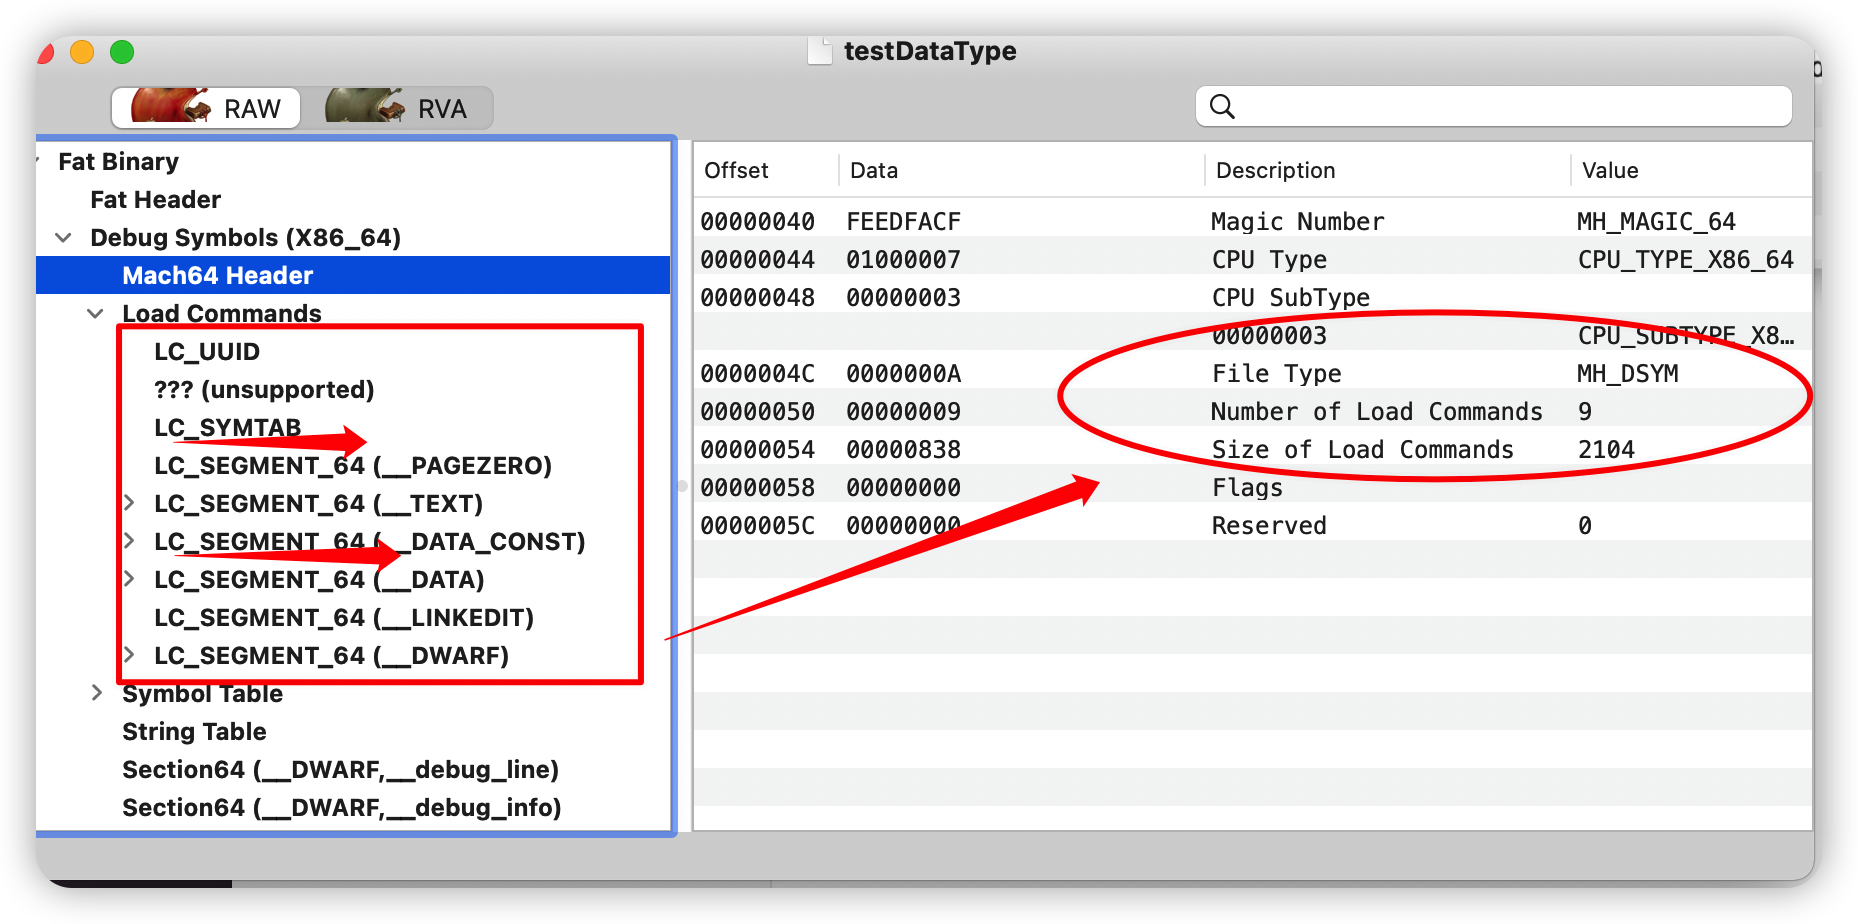 testDataType
RAW RVA
Fat Binary
Fat Header
Debug Symbols (X86_64)
Mach64 Header
Load Commands
LC_UUID
??? (unsupported)
LC_SYMTAB
LC_SEGMENT_64 (__PAGEZERO)
LC_SEGMENT_64 (__TEXT)
LC_SEGMENT_64 (__DATA_CONST)
LC_SEGMENT_64 (__DATA)
LC_SEGMENT_64 (__LINKEDIT)
LC_SEGMENT_64 (__DWARF)
Symbol Table
String Table
Section64 (__DWARF,__debug_line)
Section64 (__DWARF,__debug_info)
Offset Data Description Value
00000040 FEEDFACF Magic Number MH_MAGIC_64
00000044 01000007 CPU Type CPU_TYPE_X86_64
00000048 00000003 CPU SubType
00000003 CPU_SUBTYPE_X8…
0000004C 0000000A File Type MH_DSYM
00000050 00000009 Number of Load Commands 9
00000054 00000838 Size of Load Commands 2104
00000058 00000000 Flags
0000005C 00000000 Reserved 0